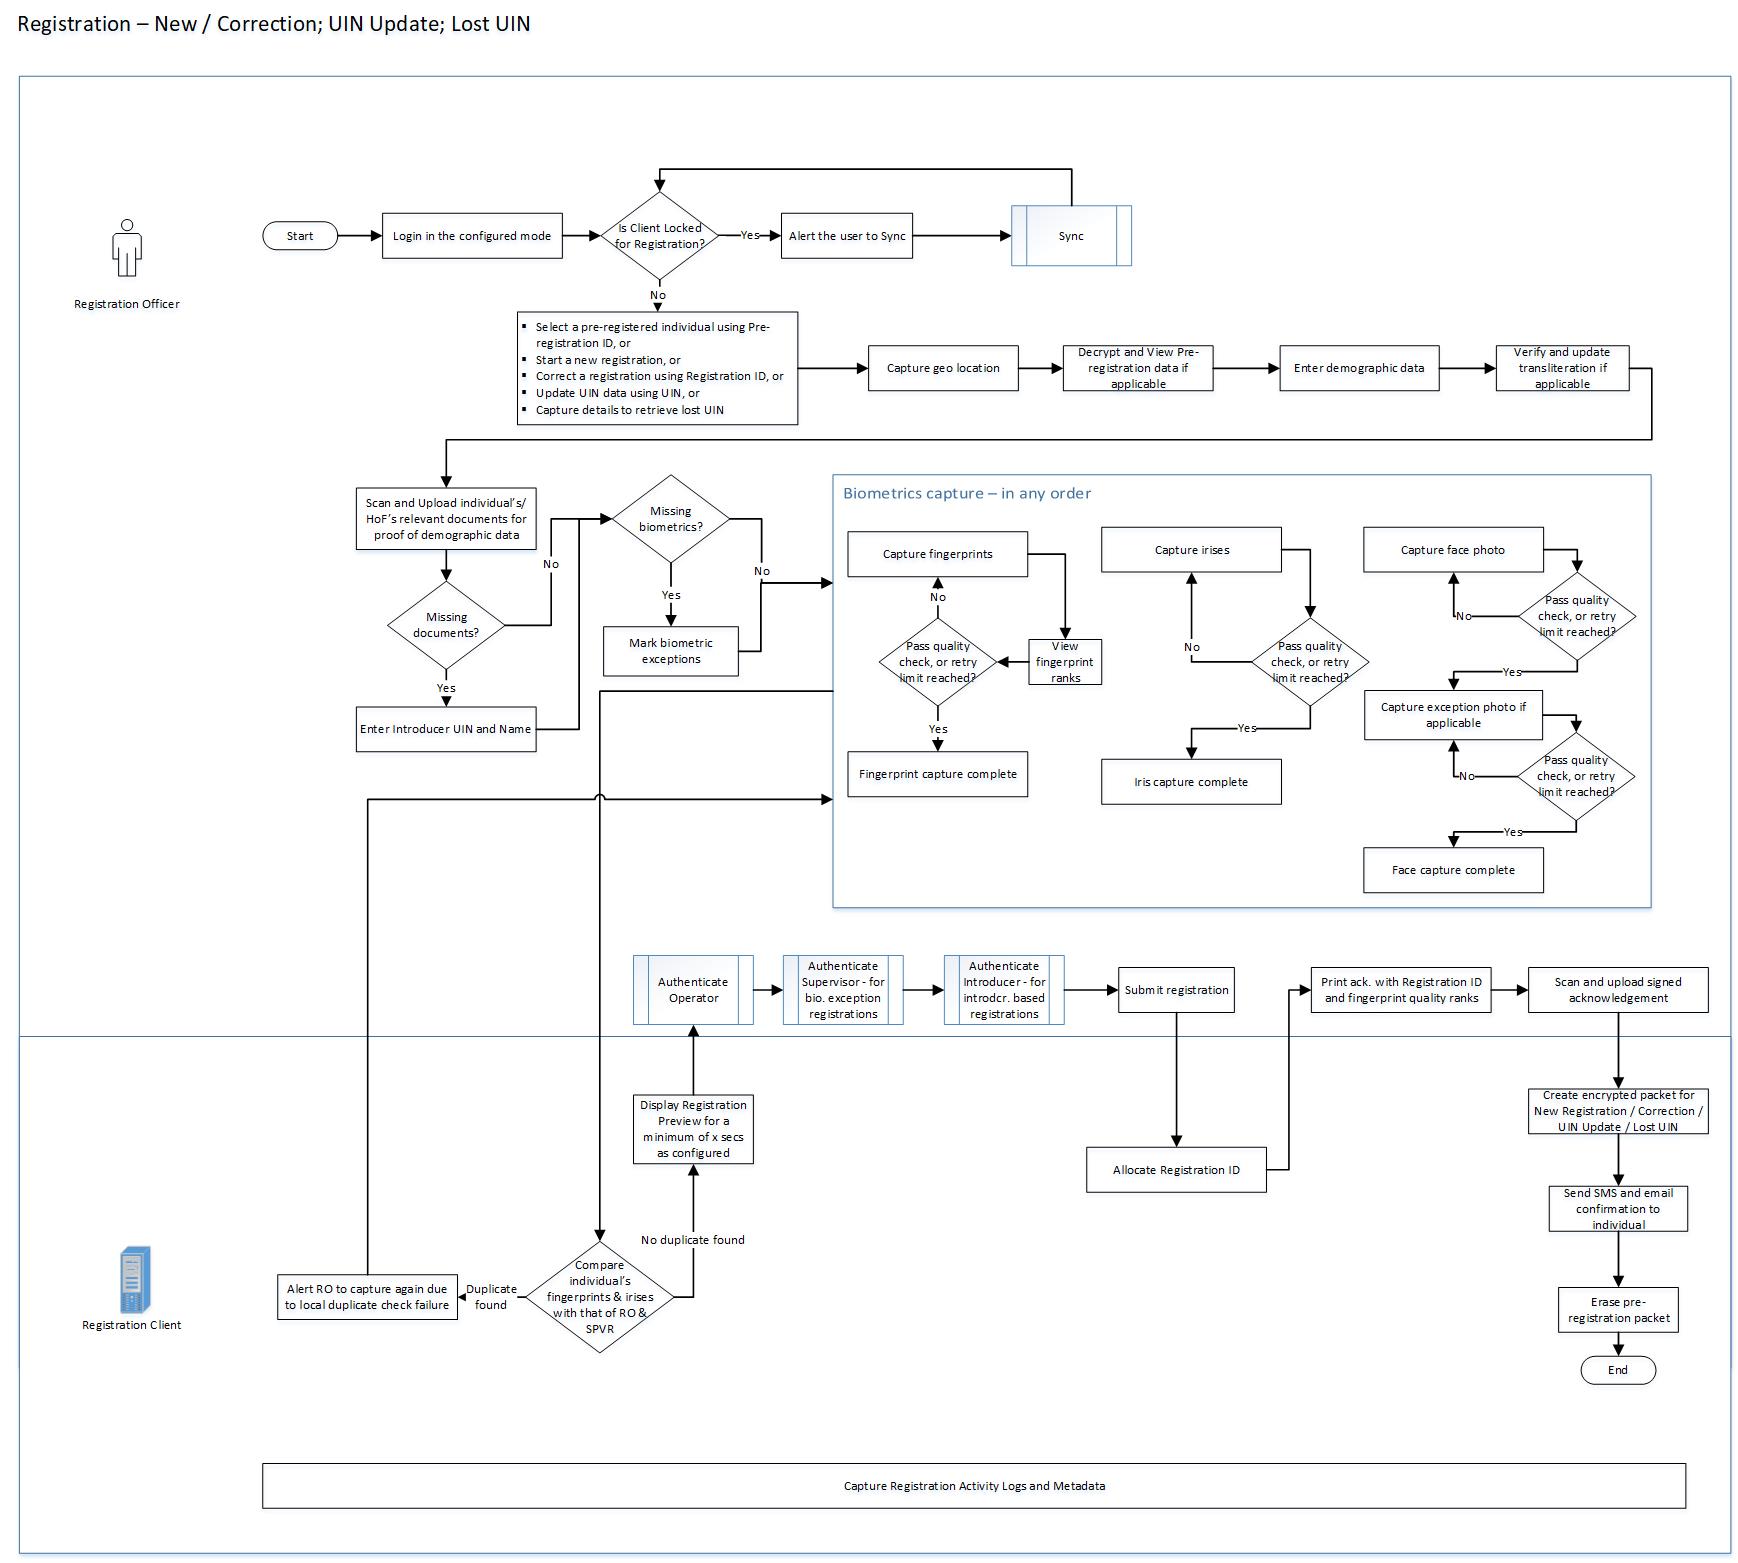 Registration – New / Correction; UIN Update; Lost UIN
Start
Login in the configured mode
Is Client Locked
for Registration?
Yes
Alert the user to Sync
Sync
Registration Officer
No
▪ Select a pre-registered individual using Pre-
registration ID, or
▪ Start a new registration, or
▪ Correct a registration using Registration ID, or
▪ Update UIN data using UIN, or
▪ Capture details to retrieve lost UIN
Capture geo location
Decrypt and View Pre-
registration data if
applicable
Enter demographic data
Verify and update
transliteration if
applicable
Scan and Upload individual's/
HoF's relevant documents for
proof of demographic data
Missing
documents?
No
Yes
Enter Introducer UIN and Name
Missing
biometrics?
No
Yes
Mark biometric
exceptions
Biometrics capture – in any order
Capture fingerprints
No
Pass quality
check, or retry
limit reached?
View
fingerprint
ranks
Yes
Fingerprint capture complete
Capture irises
No
Pass quality
check, or retry
limit reached?
Yes
Iris capture complete
Capture face photo
Pass quality
check, or retry
limit reached?
No
Yes
Capture exception photo if
applicable
Pass quality
check, or retry
limit reached?
No
Yes
Face capture complete
Authenticate
Operator
Authenticate
Supervisor - for
bio. exception
registrations
Authenticate
Introducer - for
introdcr. based
registrations
Submit registration
Print ack. with Registration ID
and fingerprint quality ranks
Scan and upload signed
acknowledgement
Display Registration
Preview for a
minimum of x secs
as configured
Allocate Registration ID
Create encrypted packet for
New Registration / Correction /
UIN Update / Lost UIN
Send SMS and email
confirmation to
individual
No duplicate found
Registration Client
Alert RO to capture again due
to local duplicate check failure
Duplicate
found
Compare
individual's
fingerprints & irises
with that of RO &
SPVR
Erase pre-
registration packet
End
Capture Registration Activity Logs and Metadata